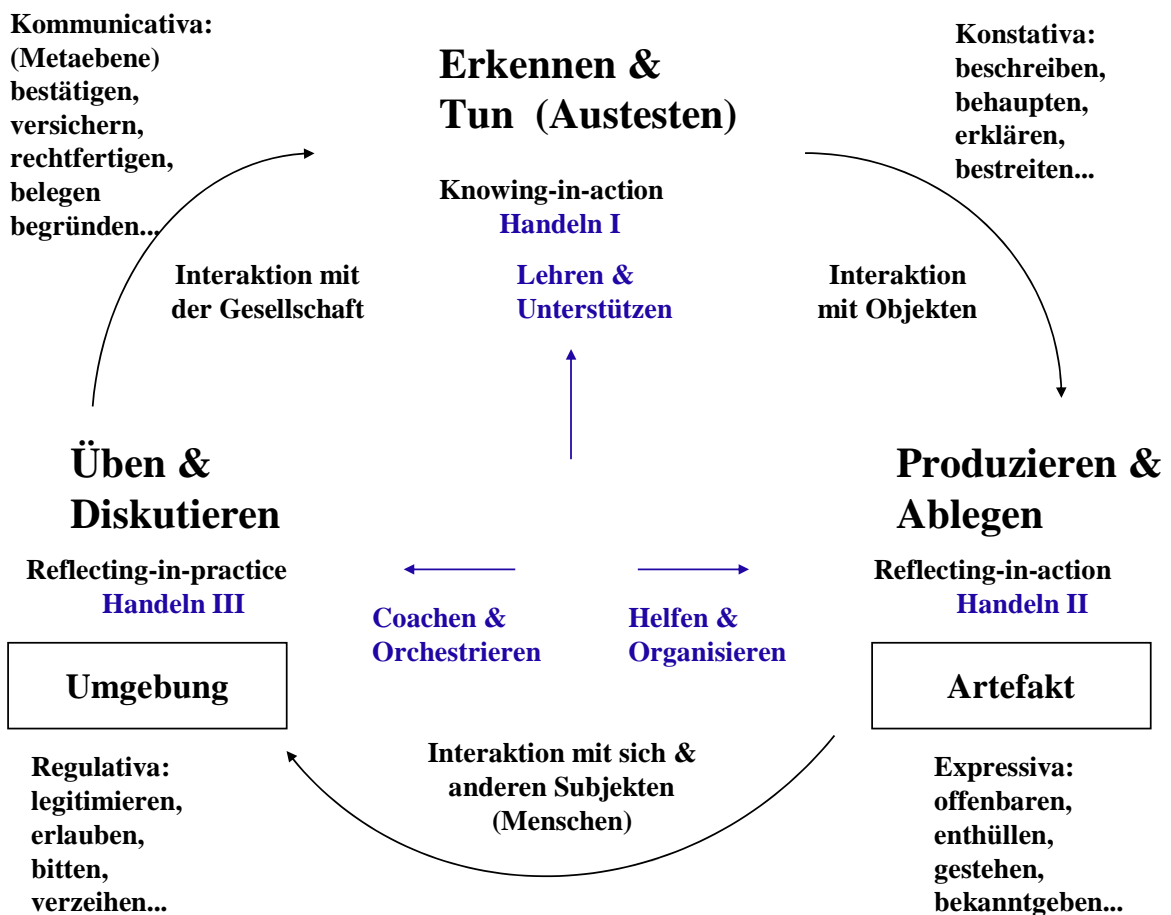 Kommunicativa:
(Metaebene)
bestätigen,
versichern,
rechtfertigen,
belegen
begründen...
Erkennen &
Tun (Austesten)
Konstativa:
beschreiben,
behaupten,
erklären,
bestreiten...
Knowing-in-action
Handeln I
Interaktion mit
der Gesellschaft
Lehren &
Unterstützen
Interaktion
mit Objekten
Üben &
Diskutieren
Reflecting-in-practice
Handeln III
Produzieren &
Ablegen
Reflecting-in-action
Handeln II
Coachen &
Orchestrieren
Helfen &
Organisieren
Umgebung
Artefakt
Interaktion mit sich &
anderen Subjekten
(Menschen)
Regulativa:
legitimieren,
erlauben,
bitten,
verzeihen...
Expressiva:
offenbaren,
enthüllen,
gestehen,
bekanntgeben...